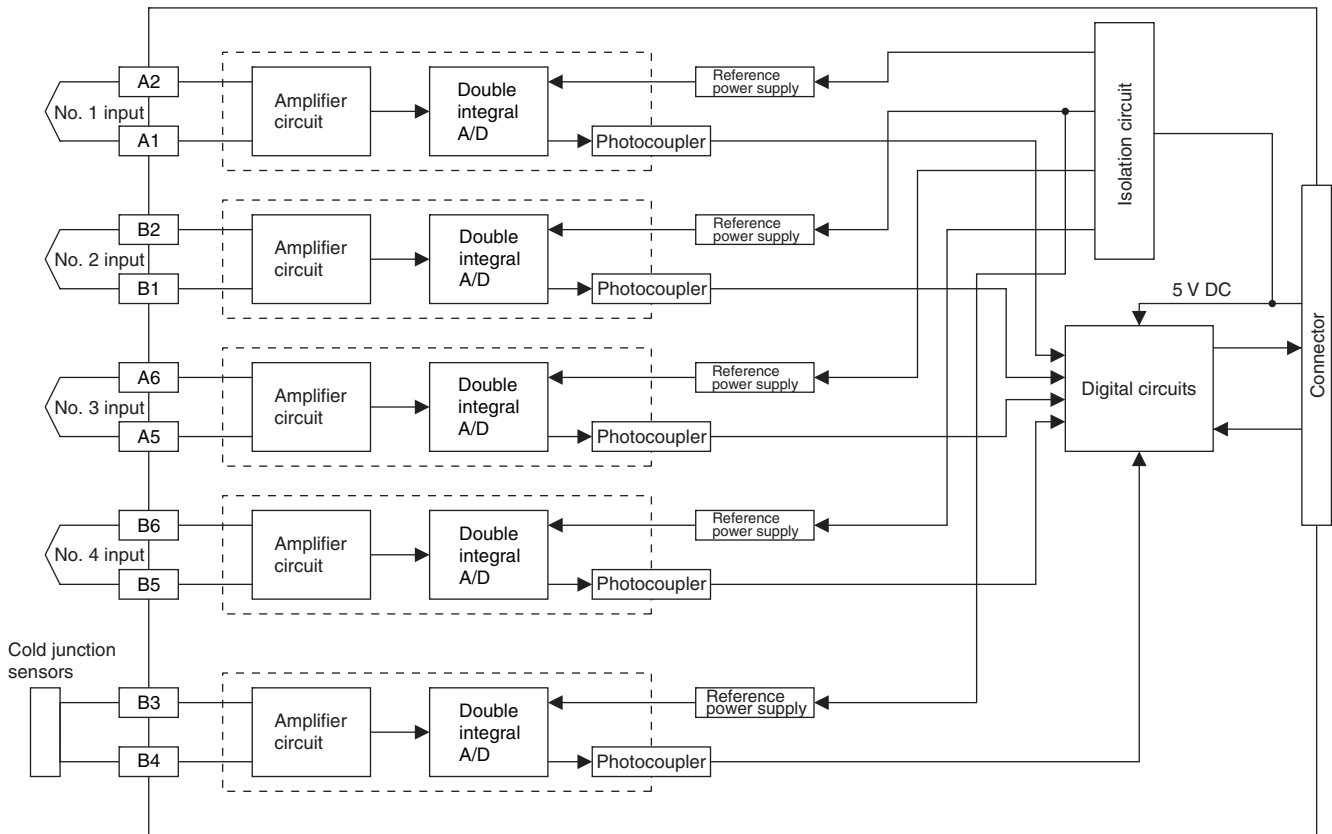 A2
No. 1 input
A1
Amplifier
circuit
Double
integral
A/D
Reference
power supply
Photocoupler
B2
No. 2 input
B1
Amplifier
circuit
Double
integral
A/D
Reference
power supply
Photocoupler
A6
No. 3 input
A5
Amplifier
circuit
Double
integral
A/D
Reference
power supply
Photocoupler
B6
No. 4 input
B5
Amplifier
circuit
Double
integral
A/D
Reference
power supply
Photocoupler
Cold junction
sensors
B3
B4
Amplifier
circuit
Double
integral
A/D
Reference
power supply
Photocoupler
Isolation circuit
5 V DC
Digital circuits
Connector